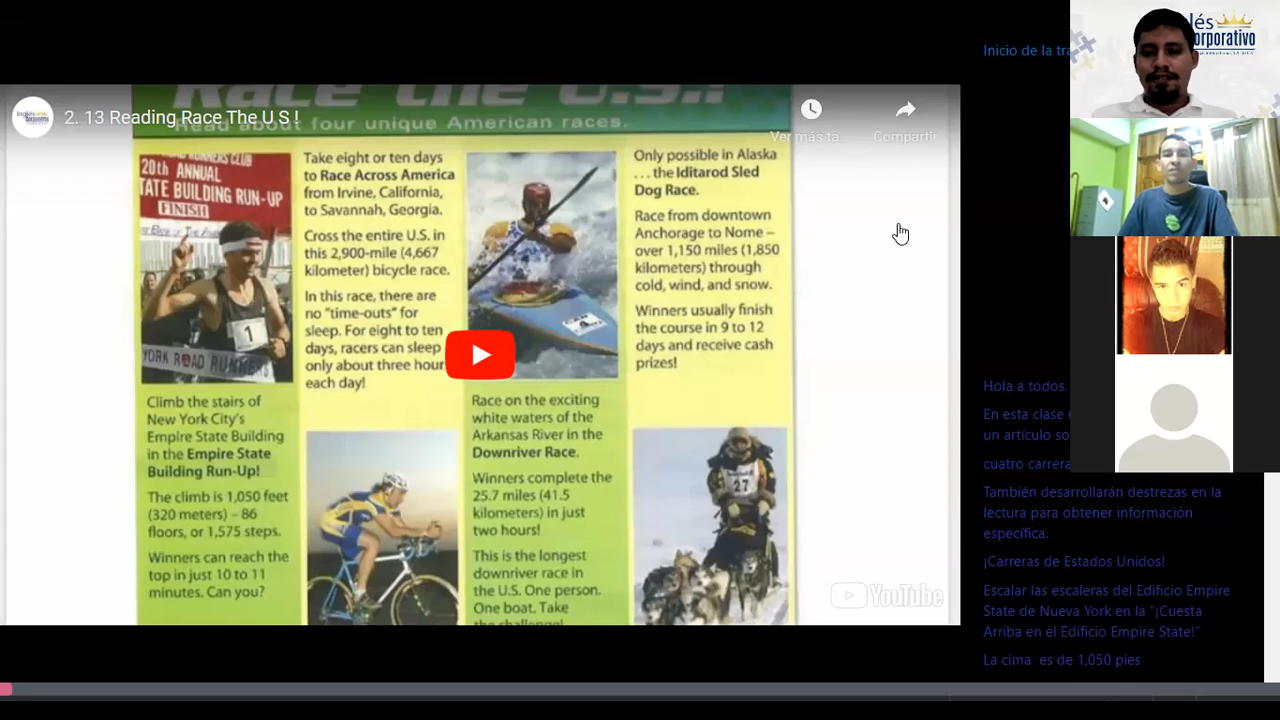 Race the U.S.!
Read about four unique American races.
2. 13 Reading Race The U S !
Ver más ta...
Compartir
20th ANNUAL
TATE BUILDING RUN-UP
FINISH
1
YORK ROAD RUNNERS
Climb the stairs of
New York City's
Empire State Building
in the Empire State
Building Run-Up!
The climb is 1,050 feet
(320 meters) – 86
floors, or 1,575 steps.
Winners can reach the
top in just 10 to 11
minutes. Can you?
Take eight or ten days
to Race Across America
from Irvine, California,
to Savannah, Georgia.
Cross the entire U.S. in
this 2,900-mile (4,667
kilometer) bicycle race.
In this race, there are
no "time-outs" for
sleep. For eight to ten
days, racers can sleep
only about three hour
each day!
Race on the exciting
white waters of the
Arkansas River in the
Downriver Race.
Winners complete the
25.7 miles (41.5
kilometers) in just
two hours!
This is the longest
downriver race in
the U.S. One person.
One boat. Take
the challenge!
Only possible in Alaska
. . . the Iditarod Sled
Dog Race.
Race from downtown
Anchorage to Nome –
over 1,150 miles (1,850
kilometers) through
cold, wind, and snow.
Winners usually finish
the course in 9 to 12
days and receive cash
prizes!
27
YouTube
Inicio de la tra
Hola a todos.
En esta clase
un artículo so
cuatro carrera
También desarrollarán destrezas en la
lectura para obtener información
específica.
¡Carreras de Estados Unidos!
Escalar las escaleras del Edificio Empire
State de Nueva York en la "¡Cuesta
Arriba en el Edificio Empire State!"
La cima es de 1,050 pies
lés
orporativo